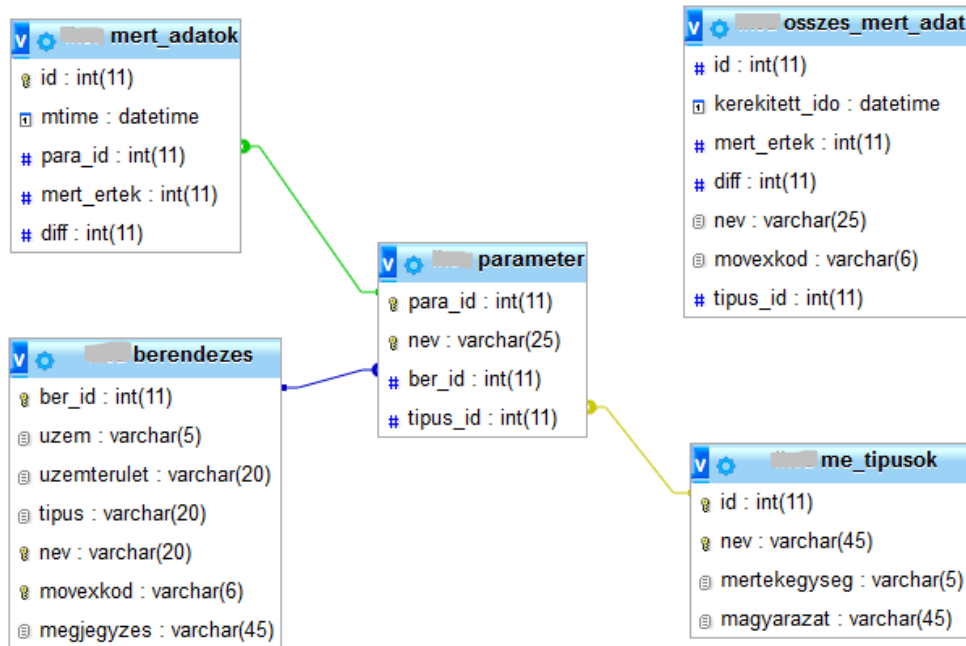 v mert_adatok
id : int(11)
mtime : datetime
# para_id : int(11)
# mert_ertek : int(11)
# diff : int(11)
v osszes_mert_adat
# id : int(11)
kerekitett_ido : datetime
# mert_ertek : int(11)
# diff : int(11)
nev : varchar(25)
movexkod : varchar(6)
# tipus_id : int(11)
v parameter
para_id : int(11)
nev : varchar(25)
# ber_id : int(11)
# tipus_id : int(11)
v berendezes
ber_id : int(11)
uzem : varchar(5)
uzemterulet : varchar(20)
tipus : varchar(20)
nev : varchar(20)
movexkod : varchar(6)
megjegyzes : varchar(45)
v me_tipusok
id : int(11)
nev : varchar(45)
mertekegyseg : varchar(5)
magyarazat : varchar(45)